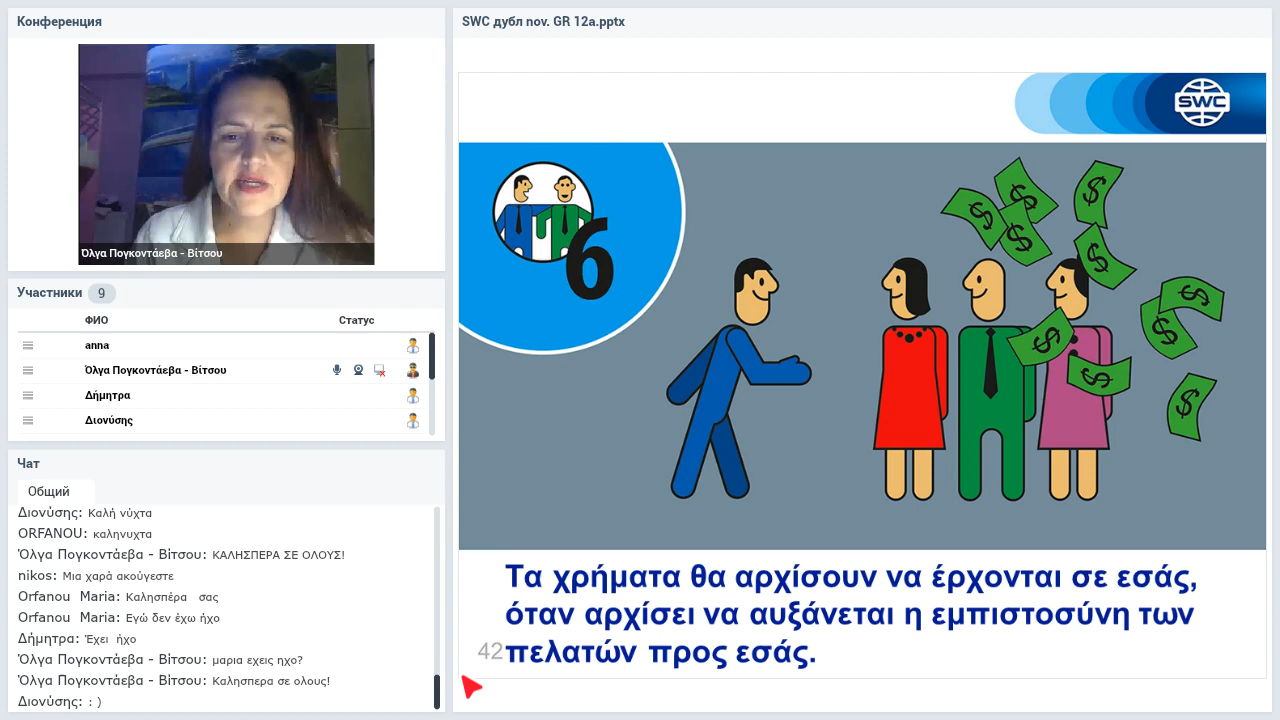 Конференция
Όλγα Πογκοντάεβα - Βίτσου
Участники 9
ФИО Статус
anna
Όλγα Πογκοντάεβα - Βίτσου
Δήμητρα
Διονύσης
Чат
Общий
Διονύσης: Καλή νύχτα
ORFANOU: καληνυχτα
Όλγα Πογκοντάεβα - Βίτσου: ΚΑΛΗΣΠΕΡΑ ΣΕ ΟΛΟΥΣ!
nikos: Μια χαρά ακούγεστε
Orfanou Maria: Καλησπέρα σας
Orfanou Maria: Εγώ δεν έχω ήχο
Δήμητρα: Έχει ήχο
Όλγα Πογκοντάεβα - Βίτσου: μαρια εχεις ηχο?
Όλγα Πογκοντάεβα - Βίτσου: Καλησπερα σε ολους!
Διονύσης: : )
SWC дубл nov. GR 12a.pptx
SWC
6
$
$
$
$
$
$
$
$
$
$
Τα χρήματα θα αρχίσουν να έρχονται σε εσάς,
όταν αρχίσει να αυξάνεται η εμπιστοσύνη των
42 πελατών προς εσάς.